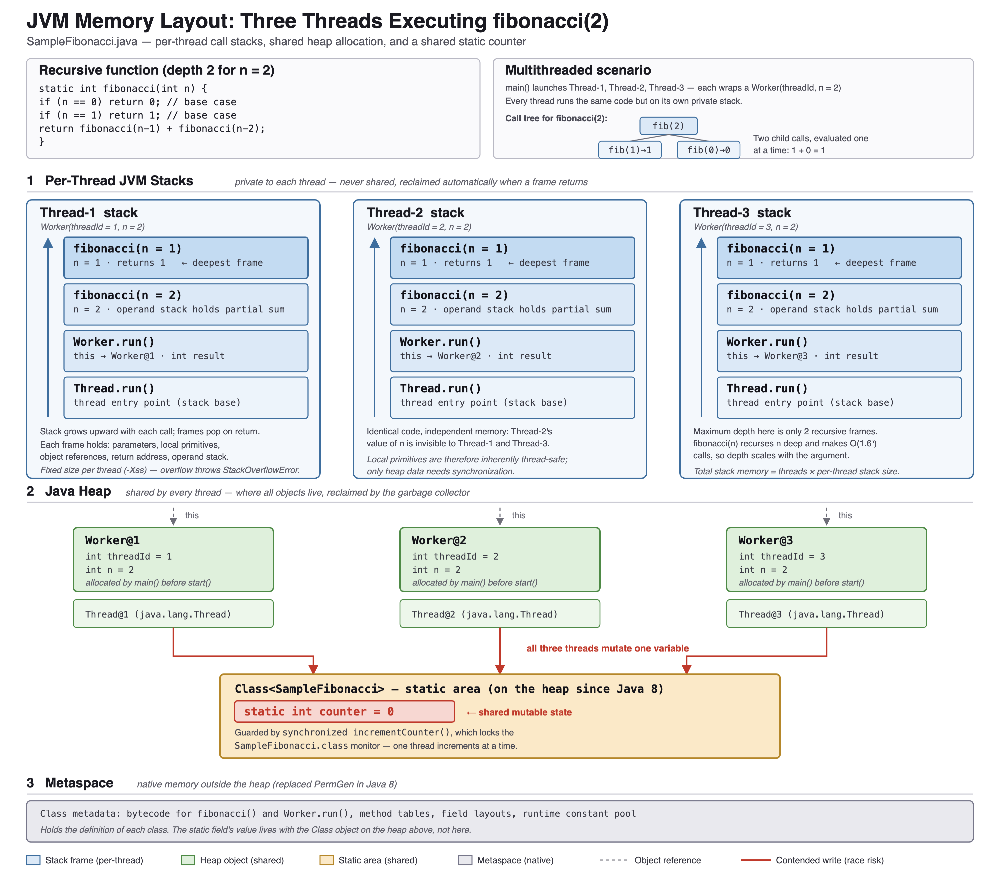 JVM Memory Layout: Three Threads Executing fibonacci(2)
SampleFibonacci.java — per-thread call stacks, shared heap allocation, and a shared static counter
Recursive function (depth 2 for n = 2)
static int fibonacci(int n) {
if (n == 0) return 0; // base case
if (n == 1) return 1; // base case
return fibonacci(n−1) + fibonacci(n−2);
}
Multithreaded scenario
main() launches Thread-1, Thread-2, Thread-3 — each wraps a Worker(threadId, n = 2)
Every thread runs the same code but on its own private stack.
Call tree for fibonacci(2):
fib(2)
fib(1)→1
fib(0)→0
Two child calls, evaluated one
at a time: 1 + 0 = 1
1 Per-Thread JVM Stacks private to each thread — never shared, reclaimed automatically when a frame returns
Thread-1 stack
Worker(threadId = 1, n = 2)
fibonacci(n = 1)
n = 1 · returns 1 ← deepest frame
fibonacci(n = 2)
n = 2 · operand stack holds partial sum
Worker.run()
this → Worker@1 · int result
Thread.run()
thread entry point (stack base)
Stack grows upward with each call; frames pop on return.
Each frame holds: parameters, local primitives,
object references, return address, operand stack.
Fixed size per thread (-Xss) — overflow throws StackOverflowError.
Thread-2 stack
Worker(threadId = 2, n = 2)
fibonacci(n = 1)
n = 1 · returns 1 ← deepest frame
fibonacci(n = 2)
n = 2 · operand stack holds partial sum
Worker.run()
this → Worker@2 · int result
Thread.run()
thread entry point (stack base)
Identical code, independent memory: Thread-2's
value of n is invisible to Thread-1 and Thread-3.
Local primitives are therefore inherently thread-safe;
only heap data needs synchronization.
Thread-3 stack
Worker(threadId = 3, n = 2)
fibonacci(n = 1)
n = 1 · returns 1 ← deepest frame
fibonacci(n = 2)
n = 2 · operand stack holds partial sum
Worker.run()
this → Worker@3 · int result
Thread.run()
thread entry point (stack base)
Maximum depth here is only 2 recursive frames.
fibonacci(n) recurses n deep and makes O(1.6ⁿ)
calls, so depth scales with the argument.
Total stack memory = threads × per-thread stack size.
2 Java Heap shared by every thread — where all objects live, reclaimed by the garbage collector
this
this
this
Worker@1
int threadId = 1
int n = 2
allocated by main() before start()
Thread@1 (java.lang.Thread)
Worker@2
int threadId = 2
int n = 2
allocated by main() before start()
Thread@2 (java.lang.Thread)
Worker@3
int threadId = 3
int n = 2
allocated by main() before start()
Thread@3 (java.lang.Thread)
all three threads mutate one variable
Class<SampleFibonacci> — static area (on the heap since Java 8)
static int counter = 0
← shared mutable state
Guarded by synchronized incrementCounter(), which locks the
SampleFibonacci.class monitor — one thread increments at a time.
3 Metaspace native memory outside the heap (replaced PermGen in Java 8)
Class metadata: bytecode for fibonacci() and Worker.run(), method tables, field layouts, runtime constant pool
Holds the definition of each class. The static field's value lives with the Class object on the heap above, not here.
Stack frame (per-thread)
Heap object (shared)
Static area (shared)
Metaspace (native)
Object reference
Contended write (race risk)